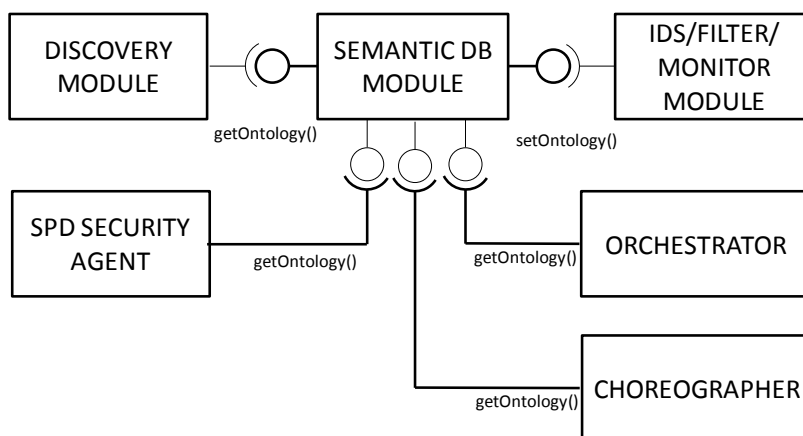 DISCOVERY
MODULE
SEMANTIC DB
MODULE
IDS/FILTER/
MONITOR
MODULE
getOntology()
setOntology()
SPD SECURITY
AGENT
getOntology()
getOntology()
ORCHESTRATOR
getOntology()
CHOREOGRAPHER